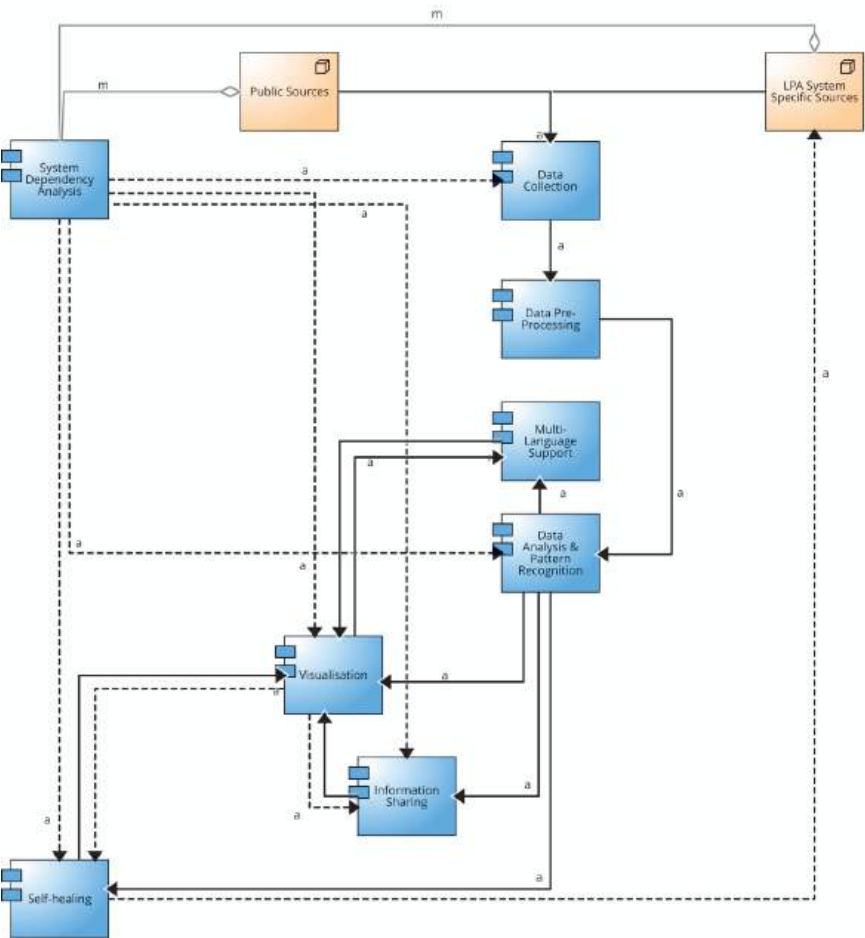 m
m
Public Sources
LPA System
Specific Sources
a
System
Dependency
Analysis
a
Data
Collection
a
a
Data Pre-
Processing
a
Multi-
Language
Support
a
a
a
Data
Analysis &
Pattern
Recognition
a
a
Visualisation
a
a
Information
Sharing
a
a
a
a
Self-healing